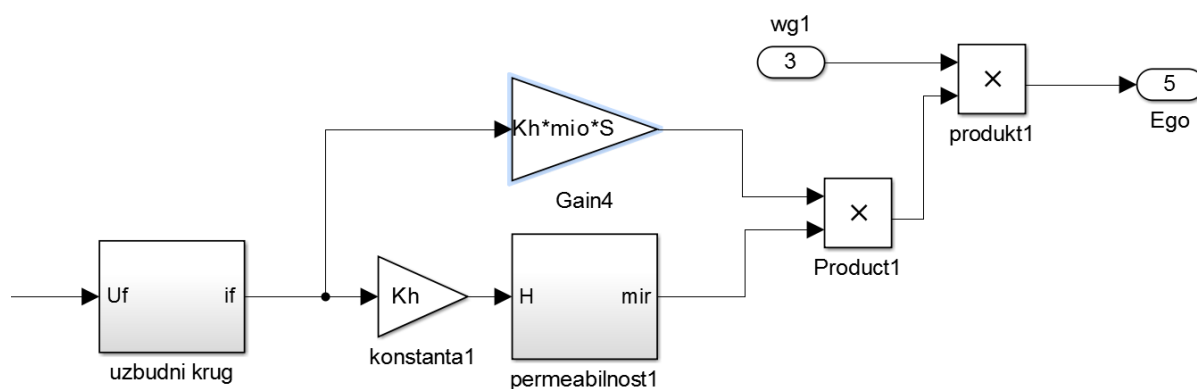 wg1
3
×
produkt1
5
Ego
Kh*mio*S
Gain4
×
Product1
Uf
if
uzbudni krug
Kh
konstanta1
H
mir
permeabilnost1